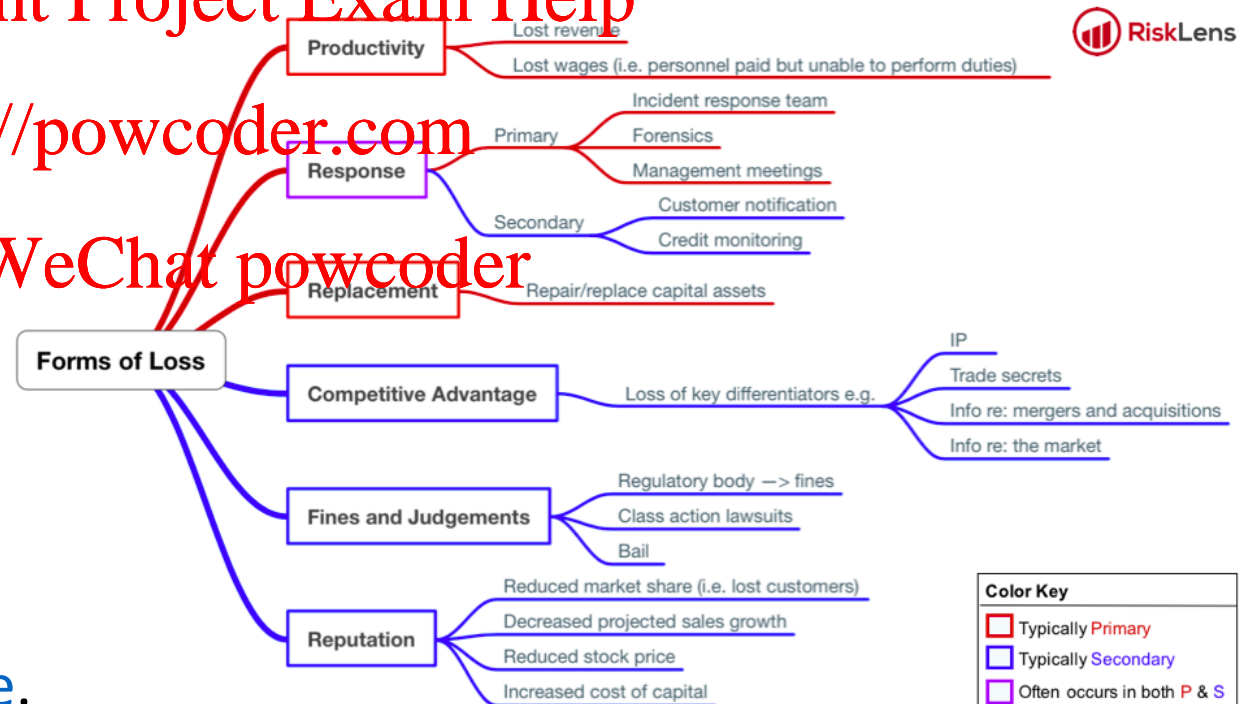 nt Project Exam Help
RiskLens
Productivity
Lost revenue
Lost wages (i.e. personnel paid but unable to perform duties)
//powcoder.com
Response
Primary
Incident response team
Forensics
Management meetings
Secondary
Customer notification
Credit monitoring
WeChat powcoder
Replacement
Repair/replace capital assets
Forms of Loss
Competitive Advantage
Loss of key differentiators e.g.
IP
Trade secrets
Info re: mergers and acquisitions
Info re: the market
Fines and Judgements
Regulatory body —> fines
Class action lawsuits
Bail
Reputation
Reduced market share (i.e. lost customers)
Decreased projected sales growth
Reduced stock price
Increased cost of capital
e.
Color Key
Typically Primary
Typically Secondary
Often occurs in both P & S